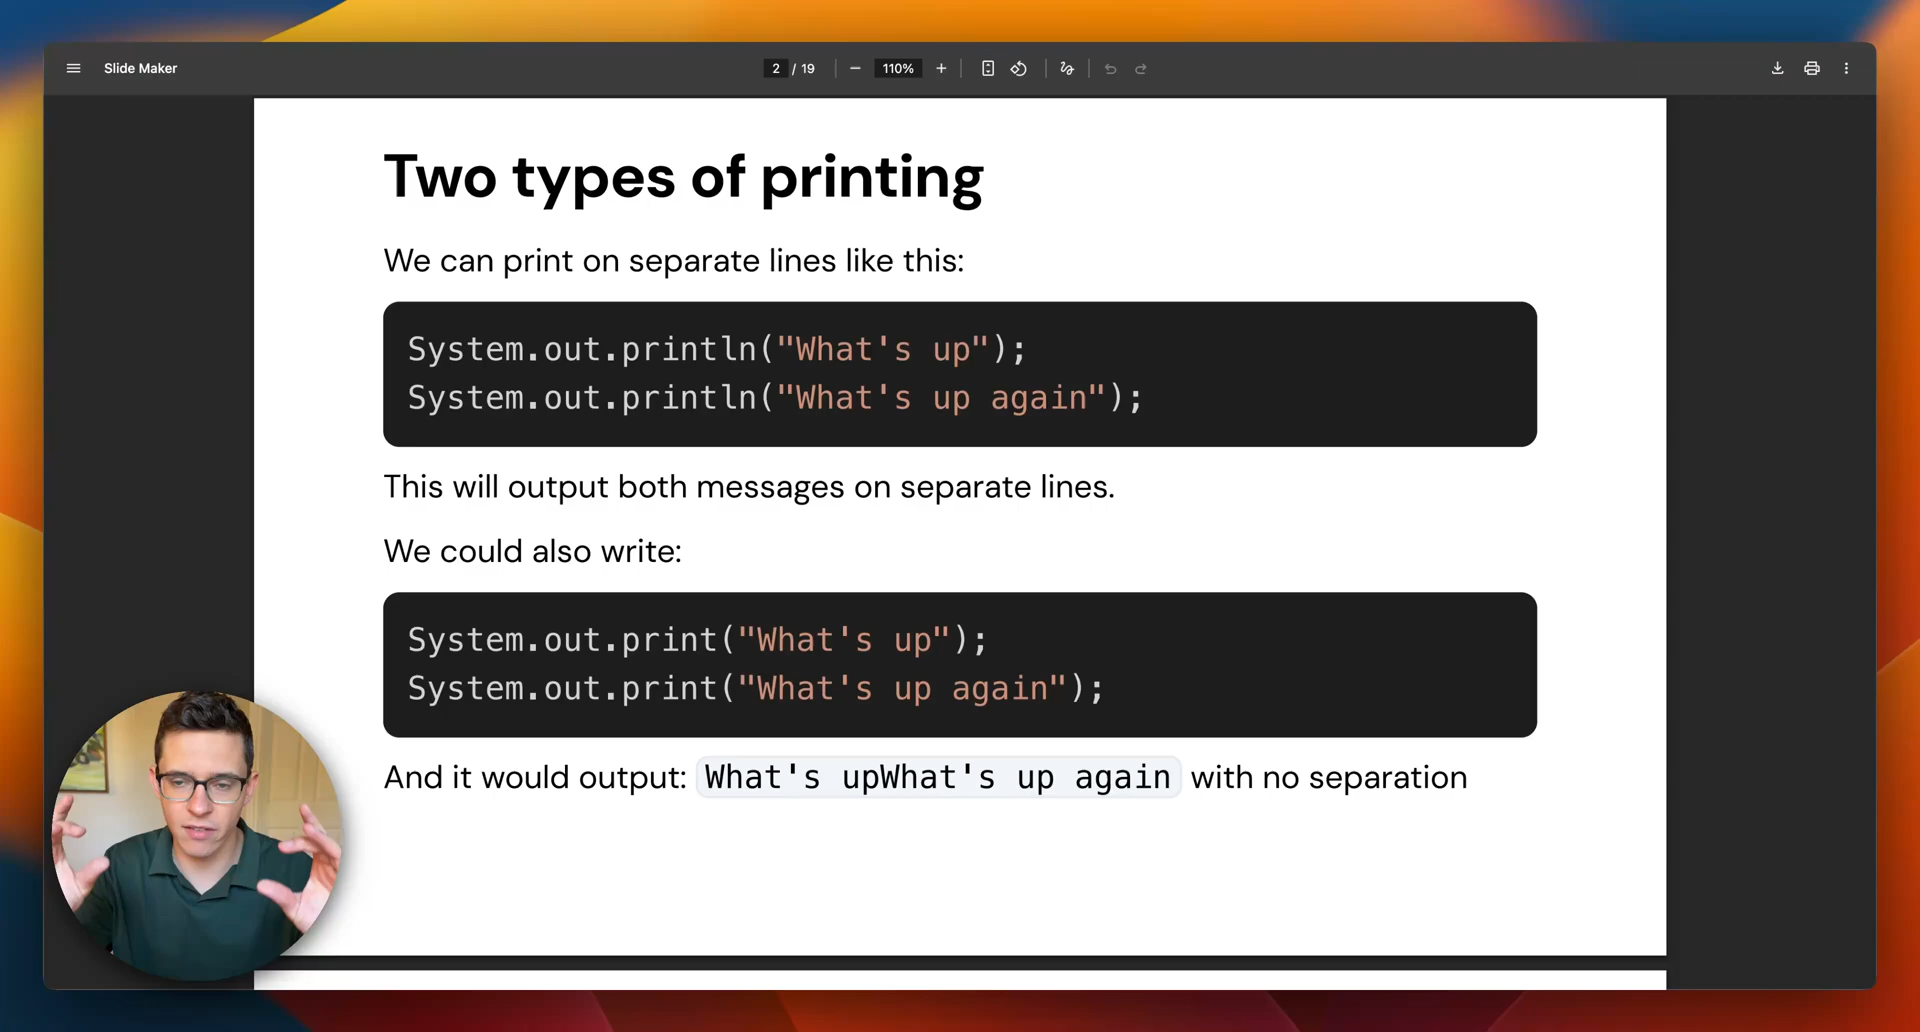 Slide Maker
2 / 19
110%
Two types of printing
We can print on separate lines like this:
System.out.println("What's up");
System.out.println("What's up again");
This will output both messages on separate lines.
We could also write:
System.out.print("What's up");
System.out.print("What's up again");
And it would output: What's upWhat's up again with no separation